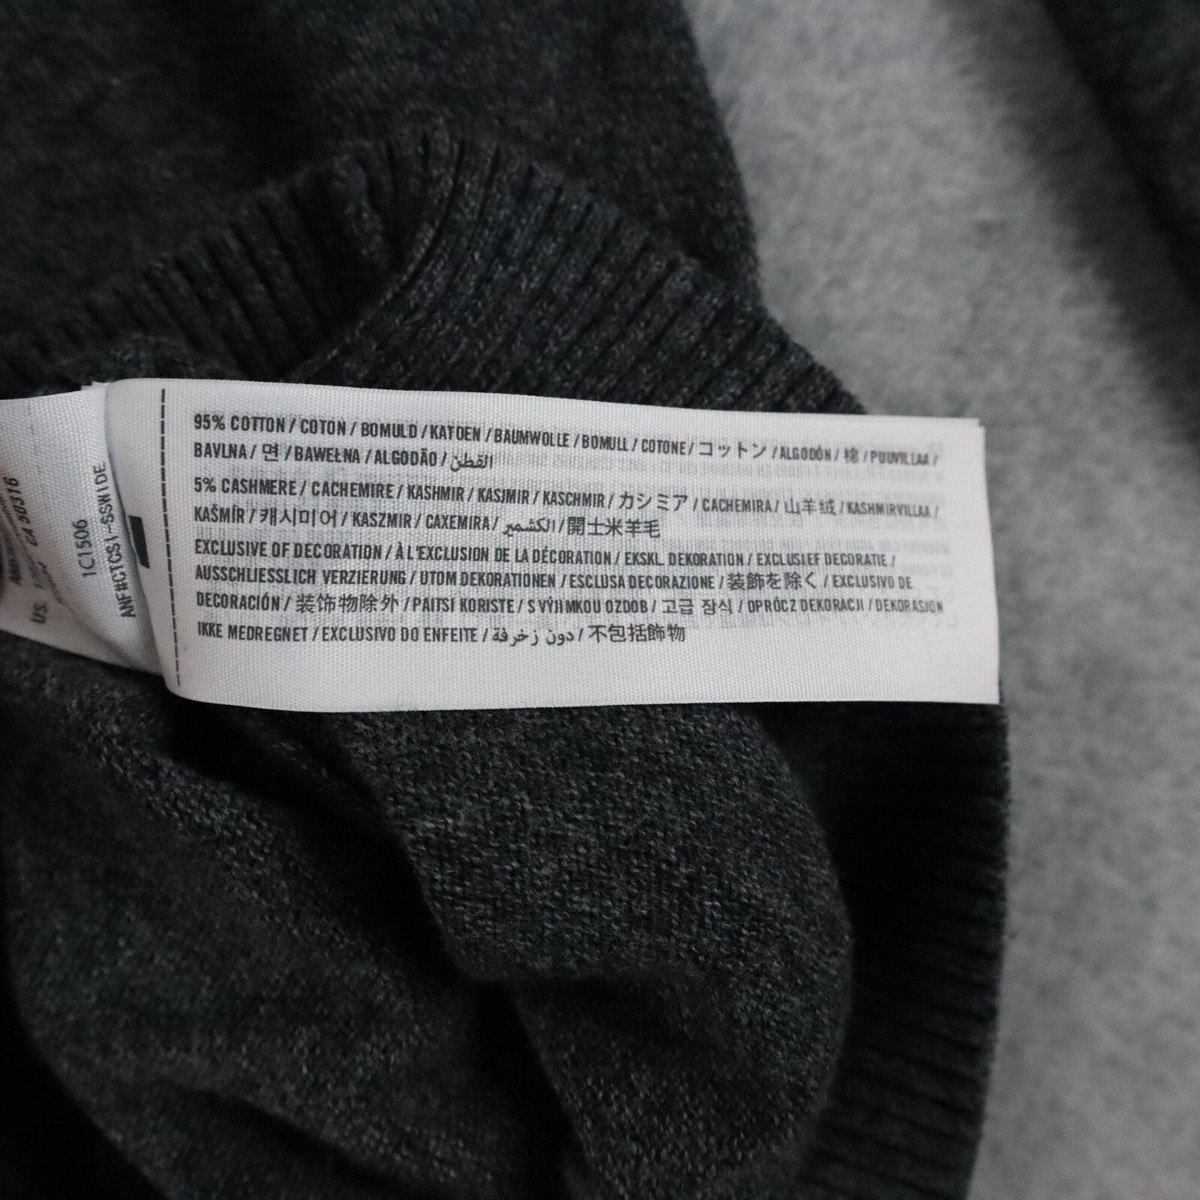 95% COTTON / COTON / BOMULD / KATOEN / BAUMWOLLE / BOMULL / COTONE / コットン / ALGODÓN / 棉 / PUUVILLAA /
BAVLNA / 면 / BAWEŁNA / ALGODÃO / القطن
5% CASHMERE / CACHEMIRE / KASHMIR / KASJMIR / KASCHMIR / カシミア / CACHEMIRA / 山羊绒 / KASHMIRVILLAA /
KAŠMÍR / 캐시미어 / KASZMIR / CAXEMIRA / الكشمير / 開士米羊毛
EXCLUSIVE OF DECORATION / À L'EXCLUSION DE LA DÉCORATION / EKSKL. DEKORATION / EXCLUSIEF DECORATIE /
AUSSCHLIESSLICH VERZIERUNG / UTOM DEKORATIONEN / ESCLUSA DECORAZIONE / 装飾を除く / EXCLUSIVO DE
DECORACIÓN / 装饰物除外 / PAITSI KORISTE / S VÝJIMKOU OZDOB / 고급 장식 / OPRÓCZ DEKORACJI / DEKORASJON
IKKE MEDREGNET / EXCLUSIVO DO ENFEITE / دون زخرفة / 不包括飾物
1C1506
ANF#CTCS1-SSWIDE